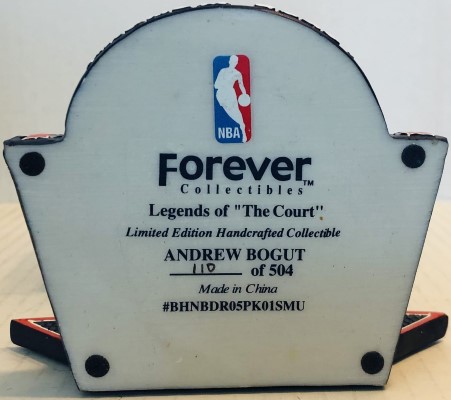 NBA
Forever™
Collectibles
Legends of "The Court"
Limited Edition Handcrafted Collectible
ANDREW BOGUT
110 of 504
Made in China
#BHNBDR05PK01SMU